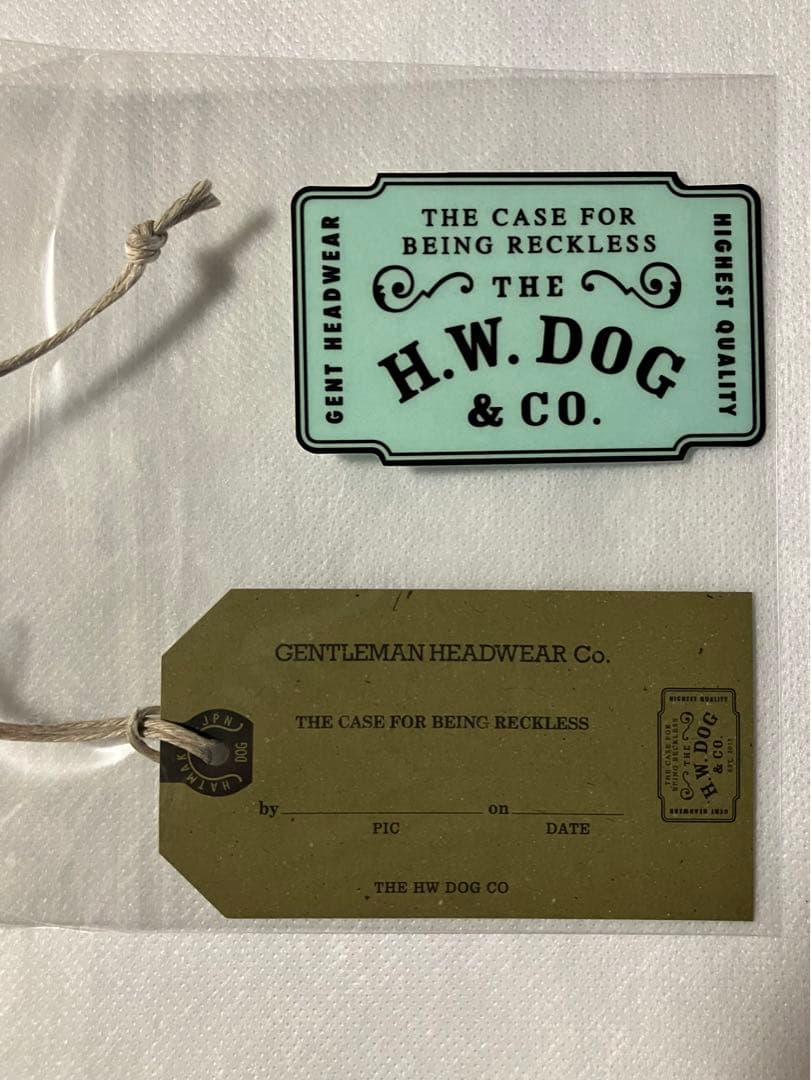 THE CASE FOR
BEING RECKLESS
THE
H.W. DOG
& CO.
GENT HEADWEAR
HIGHEST QUALITY
GENTLEMAN HEADWEAR Co.
THE CASE FOR BEING RECKLESS
by on
PIC DATE
THE HW DOG CO
JPN
DOG
HATMAK
HIGHEST QUALITY
THE CASE FOR
BEING RECKLESS
THE
H.W. DOG
& CO.
GENT HEADWEAR